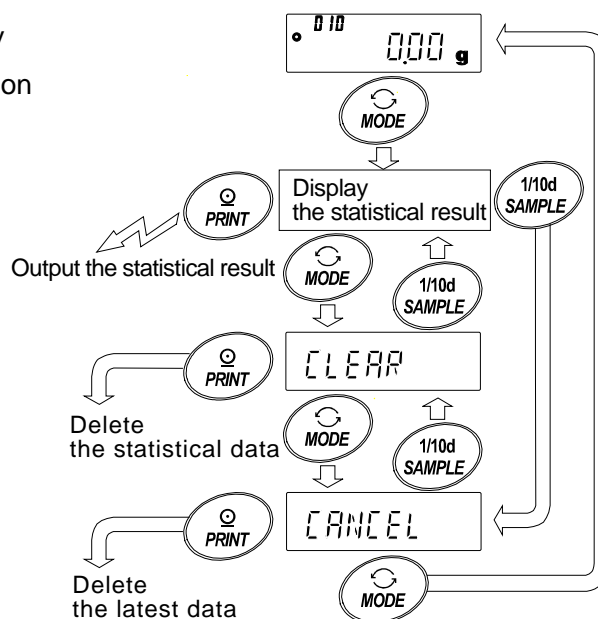 y
on
0 10
0.00 g
MODE
PRINT
Display
the statistical result
1/10d
SAMPLE
Output the statistical result
MODE
1/10d
SAMPLE
PRINT
CLEAR
Delete
the statistical data
MODE
1/10d
SAMPLE
PRINT
CANCEL
Delete
the latest data
MODE